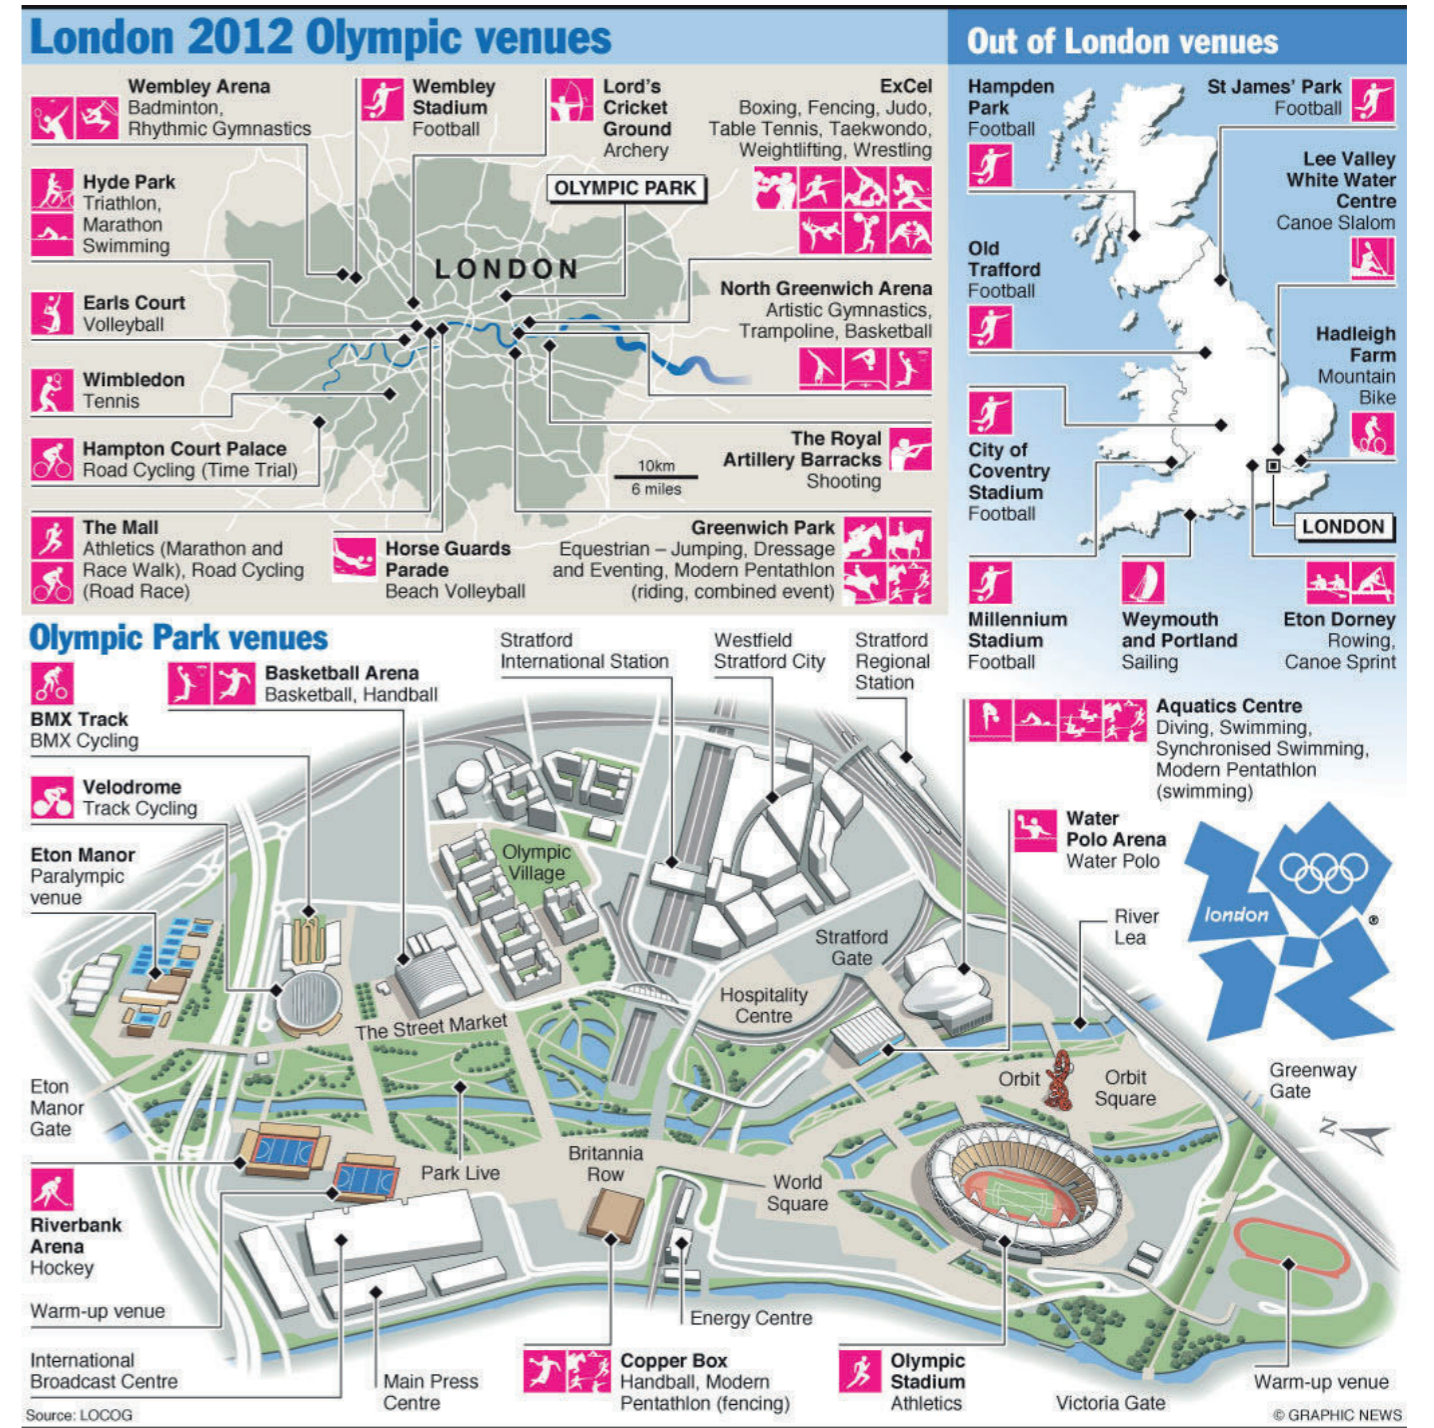 London 2012 Olympic venues
Wembley Arena
Badminton,
Rhythmic Gymnastics
Wembley
Stadium
Football
Lord's
Cricket
Ground
Archery
ExCel
Boxing, Fencing, Judo,
Table Tennis, Taekwondo,
Weightlifting, Wrestling
Hyde Park
Triathlon,
Marathon
Swimming
OLYMPIC PARK
LONDON
Earls Court
Volleyball
North Greenwich Arena
Artistic Gymnastics,
Trampoline, Basketball
Wimbledon
Tennis
Hampton Court Palace
Road Cycling (Time Trial)
10km
6 miles
The Royal
Artillery Barracks
Shooting
The Mall
Athletics (Marathon and
Race Walk), Road Cycling
(Road Race)
Horse Guards
Parade
Beach Volleyball
Greenwich Park
Equestrian – Jumping, Dressage
and Eventing, Modern Pentathlon
(riding, combined event)
Out of London venues
Hampden
Park
Football
St James' Park
Football
Lee Valley
White Water
Centre
Canoe Slalom
Old
Trafford
Football
Hadleigh
Farm
Mountain
Bike
City of
Coventry
Stadium
Football
LONDON
Millennium
Stadium
Football
Weymouth
and Portland
Sailing
Eton Dorney
Rowing,
Canoe Sprint
Olympic Park venues
BMX Track
BMX Cycling
Basketball Arena
Basketball, Handball
Stratford
International Station
Westfield
Stratford City
Stratford
Regional
Station
Aquatics Centre
Diving, Swimming,
Synchronised Swimming,
Modern Pentathlon
(swimming)
Velodrome
Track Cycling
Water
Polo Arena
Water Polo
Eton Manor
Paralympic
venue
Olympic
Village
london
®
River
Lea
Stratford
Gate
Hospitality
Centre
The Street Market
Eton
Manor
Gate
Orbit
Orbit
Square
Greenway
Gate
N
Park Live
Britannia
Row
World
Square
Riverbank
Arena
Hockey
Warm-up venue
Energy Centre
International
Broadcast Centre
Main Press
Centre
Copper Box
Handball, Modern
Pentathlon (fencing)
Olympic
Stadium
Athletics
Victoria Gate
Warm-up venue
Source: LOCOG
© GRAPHIC NEWS